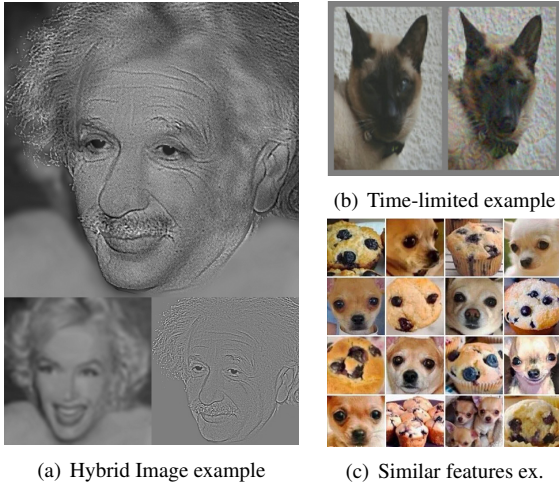 (b) Time-limited example
(a) Hybrid Image example
(c) Similar features ex.